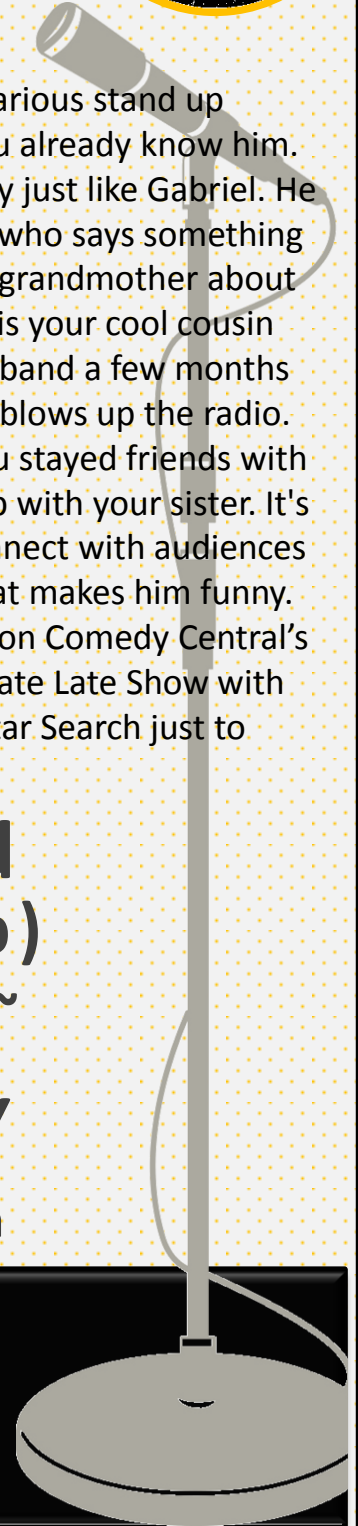 arious stand up
u already know him.
y just like Gabriel. He
who says something
grandmother about
is your cool cousin
band a few months
blows up the radio.
u stayed friends with
o with your sister. It's
nnect with audiences
at makes him funny.
on Comedy Central’s
ate Late Show with
tar Search just to
)
~